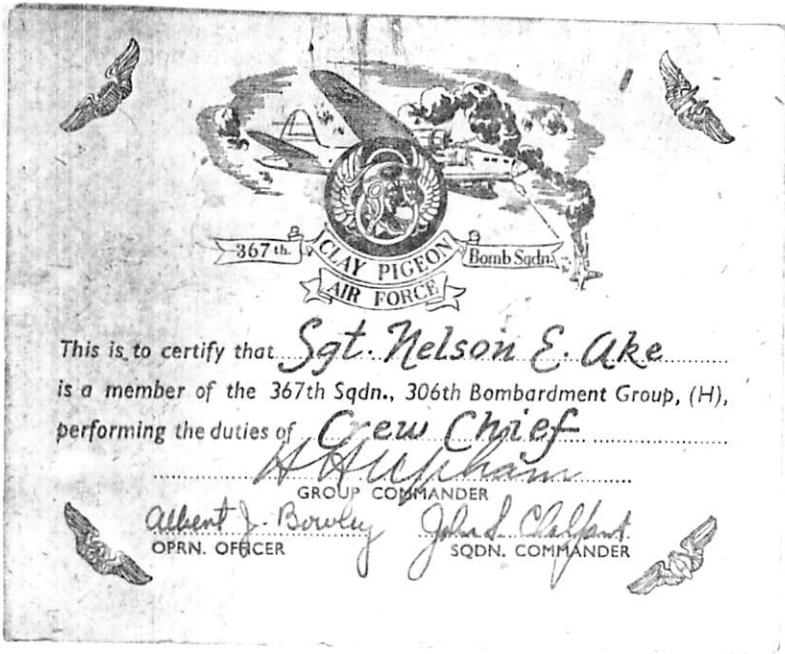 367th.
CLAY PIGEON
Bomb Sqdn.
AIR FORCE
This is to certify that Sgt. Nelson E. Ake
is a member of the 367th Sqdn., 306th Bombardment Group, (H),
performing the duties of Crew Chief
GROUP COMMANDER
Albert J. Bowley John S. Chalfant
OPRN. OFFICER SQDN. COMMANDER